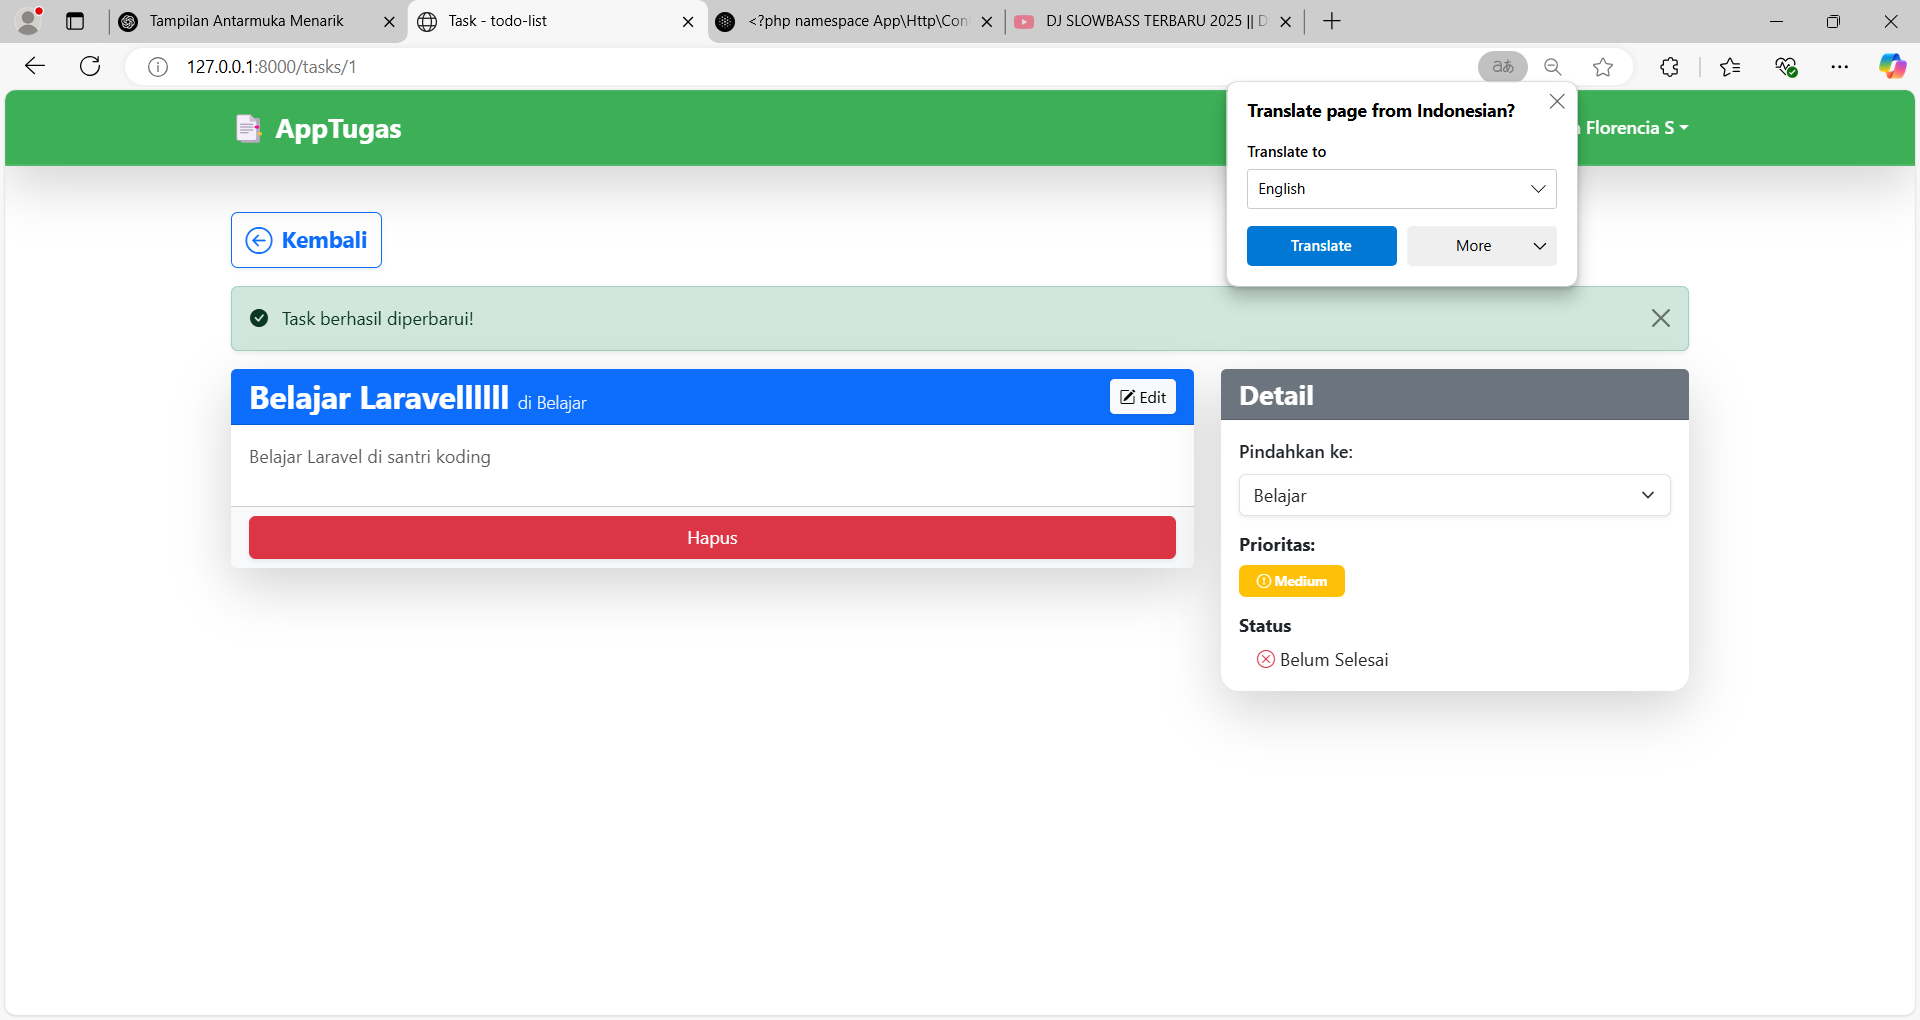 Tampilan Antarmuka Menarik
Task - todo-list
<?php namespace App\Http\Con
DJ SLOWBASS TERBARU 2025 || D
127.0.0.1:8000/tasks/1
aあ
Translate page from Indonesian?
Translate to
English
Translate
More
AppTugas
Florencia S
Kembali
Task berhasil diperbarui!
Belajar Laravellllll di Belajar
Edit
Belajar Laravel di santri koding
Hapus
Detail
Pindahkan ke:
Belajar
Prioritas:
Medium
Status
Belum Selesai